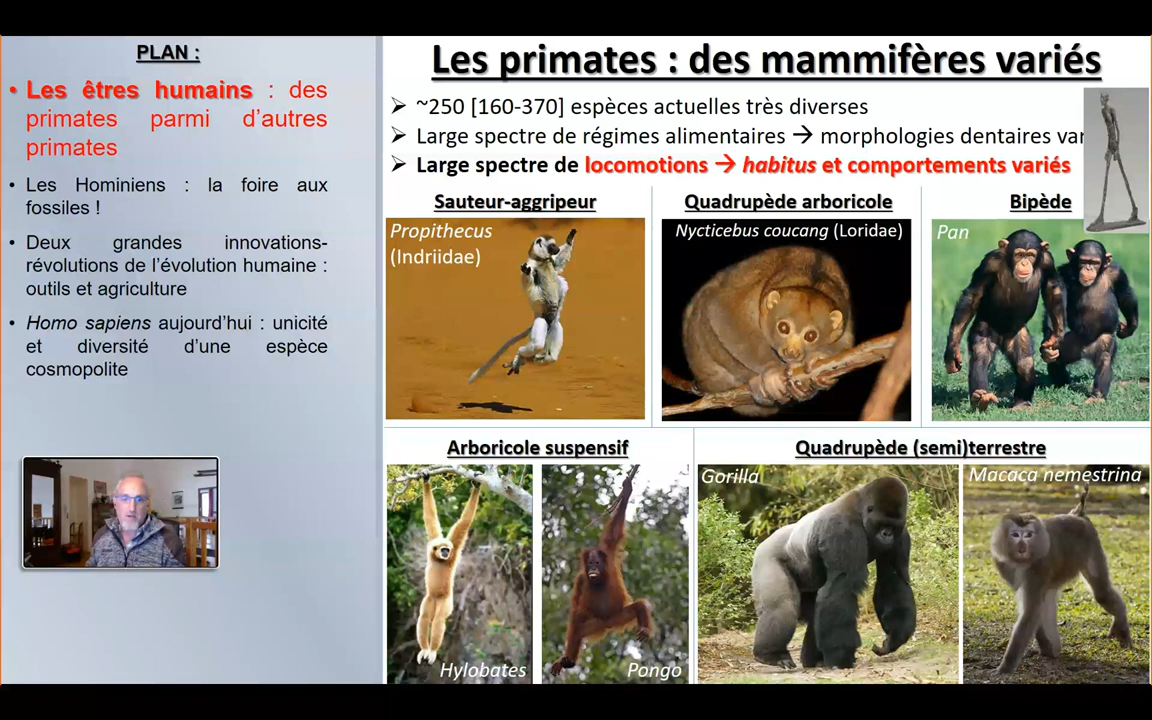 PLAN :
• Les êtres humains : des
primates parmi d'autres
primates
• Les Hominiens : la foire aux
fossiles !
• Deux grandes innovations-
révolutions de l'évolution humaine :
outils et agriculture
• Homo sapiens aujourd'hui : unicité
et diversité d'une espèce
cosmopolite
Les primates : des mammifères variés
➢ ~250 [160-370] espèces actuelles très diverses
➢ Large spectre de régimes alimentaires → morphologies dentaires var
➢ Large spectre de locomotions → habitus et comportements variés
Sauteur-aggripeur
Propithecus
(Indriidae)
Quadrupède arboricole
Nycticebus coucang (Loridae)
Bipède
Pan
Arboricole suspensif
Hylobates
Pongo
Quadrupède (semi)terrestre
Gorilla
Macaca nemestrina